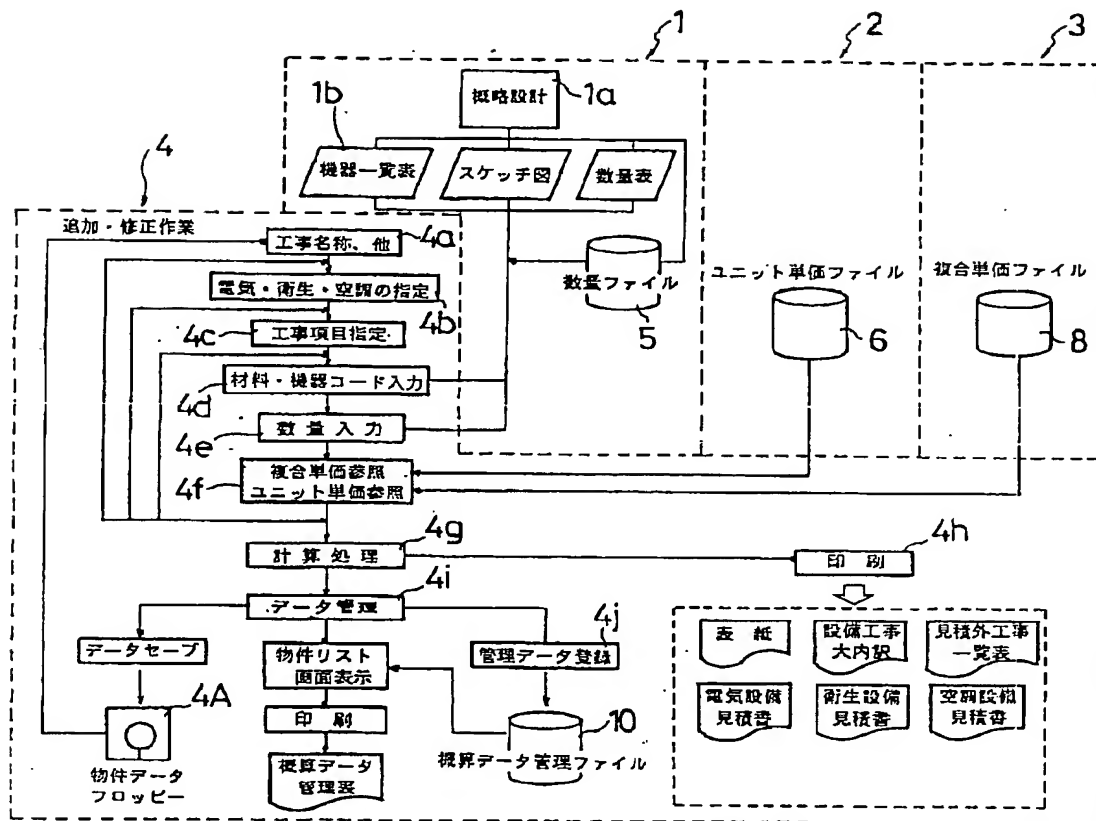 1
2
3
概略設計
1a
1b
機器一覧表
スケッチ図
数量表
4
追加・修正作業
工事名称、他
4a
電気・衛生・空調の指定
4b
4c
工事項目指定
数量ファイル
5
ユニット単価ファイル
6
複合単価ファイル
8
材料・機器コード入力
4d
数量入力
4e
複合単価参照
ユニット単価参照
4f
計算処理
4g
印刷
4h
データ管理
4i
データセーブ
物件リスト
画面表示
管理データ登録
4j
4A
物件データ
フロッピー
印刷
概算データ
管理表
10
概算データ管理ファイル
表紙
設備工事
大内訳
見積外工事
一覧表
電気設備
見積書
衛生設備
見積書
空調設備
見積書